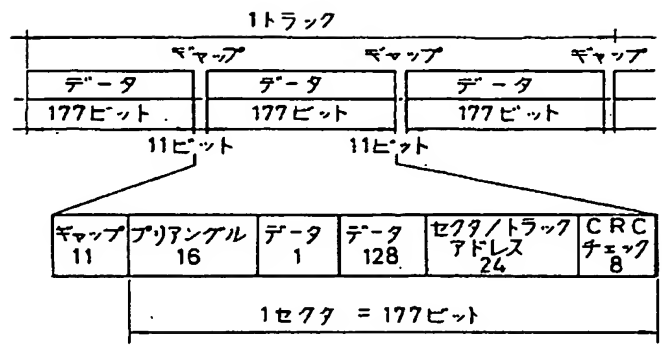 1トラック
ギャップ ギャップ ギャップ
データ データ データ
177ビット 177ビット 177ビット
11ビット 11ビット
ギャップ 11
プリアングル 16
データ 1
データ 128
セクタ/トラック
アドレス
24
CRC
チェック
8
1セクタ = 177ビット